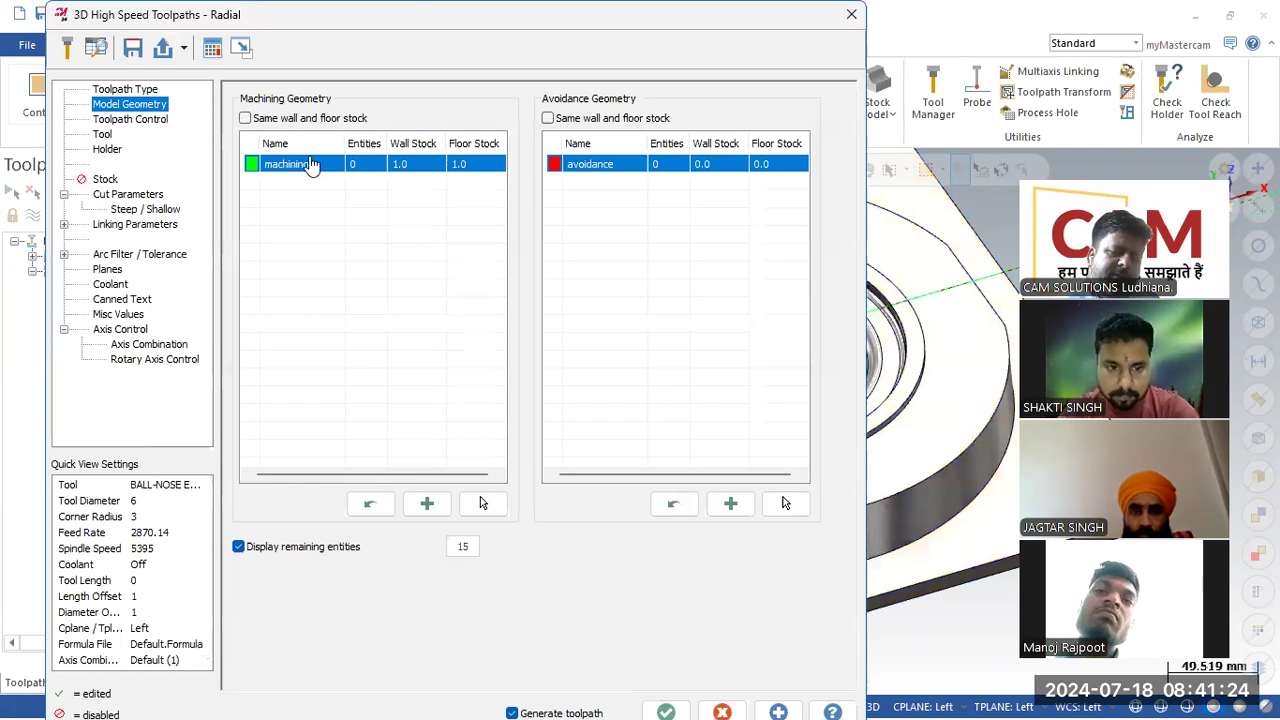 3D High Speed Toolpaths - Radial
File
Standard
myMastercam
Multiaxis Linking
Toolpath Transform
Process Hole
Stock
Model
Tool
Manager
Probe
Check
Holder
Check
Tool Reach
Utilities
Analyze
Cont
Toolpath Type
Model Geometry
Toolpath Control
Tool
Holder
Stock
Cut Parameters
Steep / Shallow
Linking Parameters
Arc Filter / Tolerance
Planes
Coolant
Canned Text
Misc Values
Axis Control
Axis Combination
Rotary Axis Control
Machining Geometry
Same wall and floor stock
Name Entities Wall Stock Floor Stock
machining 0 1.0 1.0
Avoidance Geometry
Same wall and floor stock
Name Entities Wall Stock Floor Stock
avoidance 0 0.0 0.0
Display remaining entities 15
Quick View Settings
Tool BALL-NOSE E...
Tool Diameter 6
Corner Radius 3
Feed Rate 2870.14
Spindle Speed 5395
Coolant Off
Tool Length 0
Length Offset 1
Diameter O... 1
Cplane / Tpl... Left
Formula File Default.Formula
Axis Combi... Default (1)
= edited
= disabled
Generate toolpath
Toolpath
CAM
CAM SOLUTIONS Ludhiana.
SHAKTI SINGH
JAGTAR SINGH
Manoj Rajpoot
49.519 mm
2024-07-18 08:41:24
3D CPLANE: Left TPLANE: Left WCS: Left